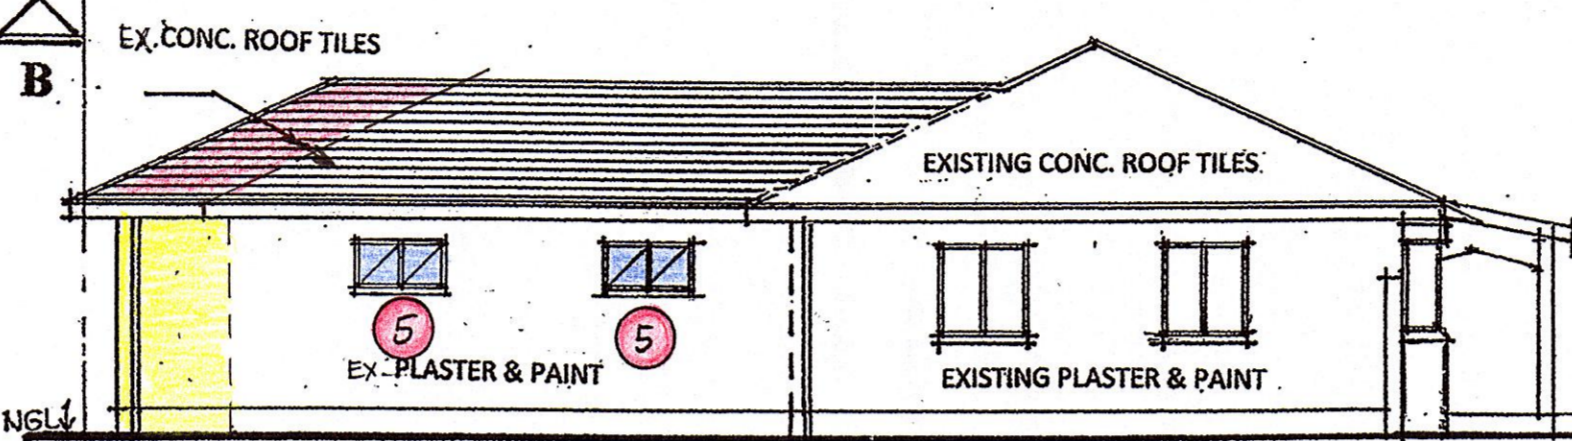 EX. CONC. ROOF TILES
B
EXISTING CONC. ROOF TILES
5
5
EX- PLASTER & PAINT
EXISTING PLASTER & PAINT
NGL